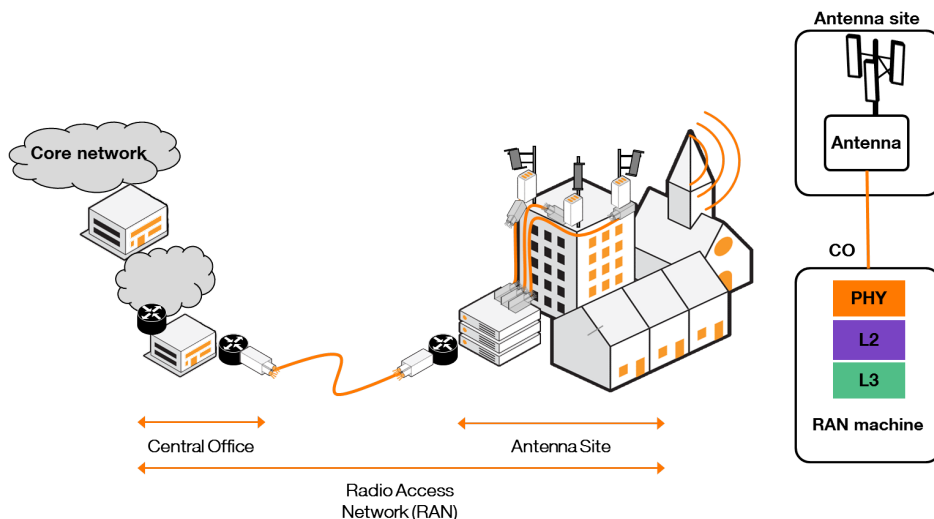 Antenna site
Core network
Antenna
CO
PHY
L2
L3
RAN machine
Central Office
Antenna Site
Radio Access
Network (RAN)